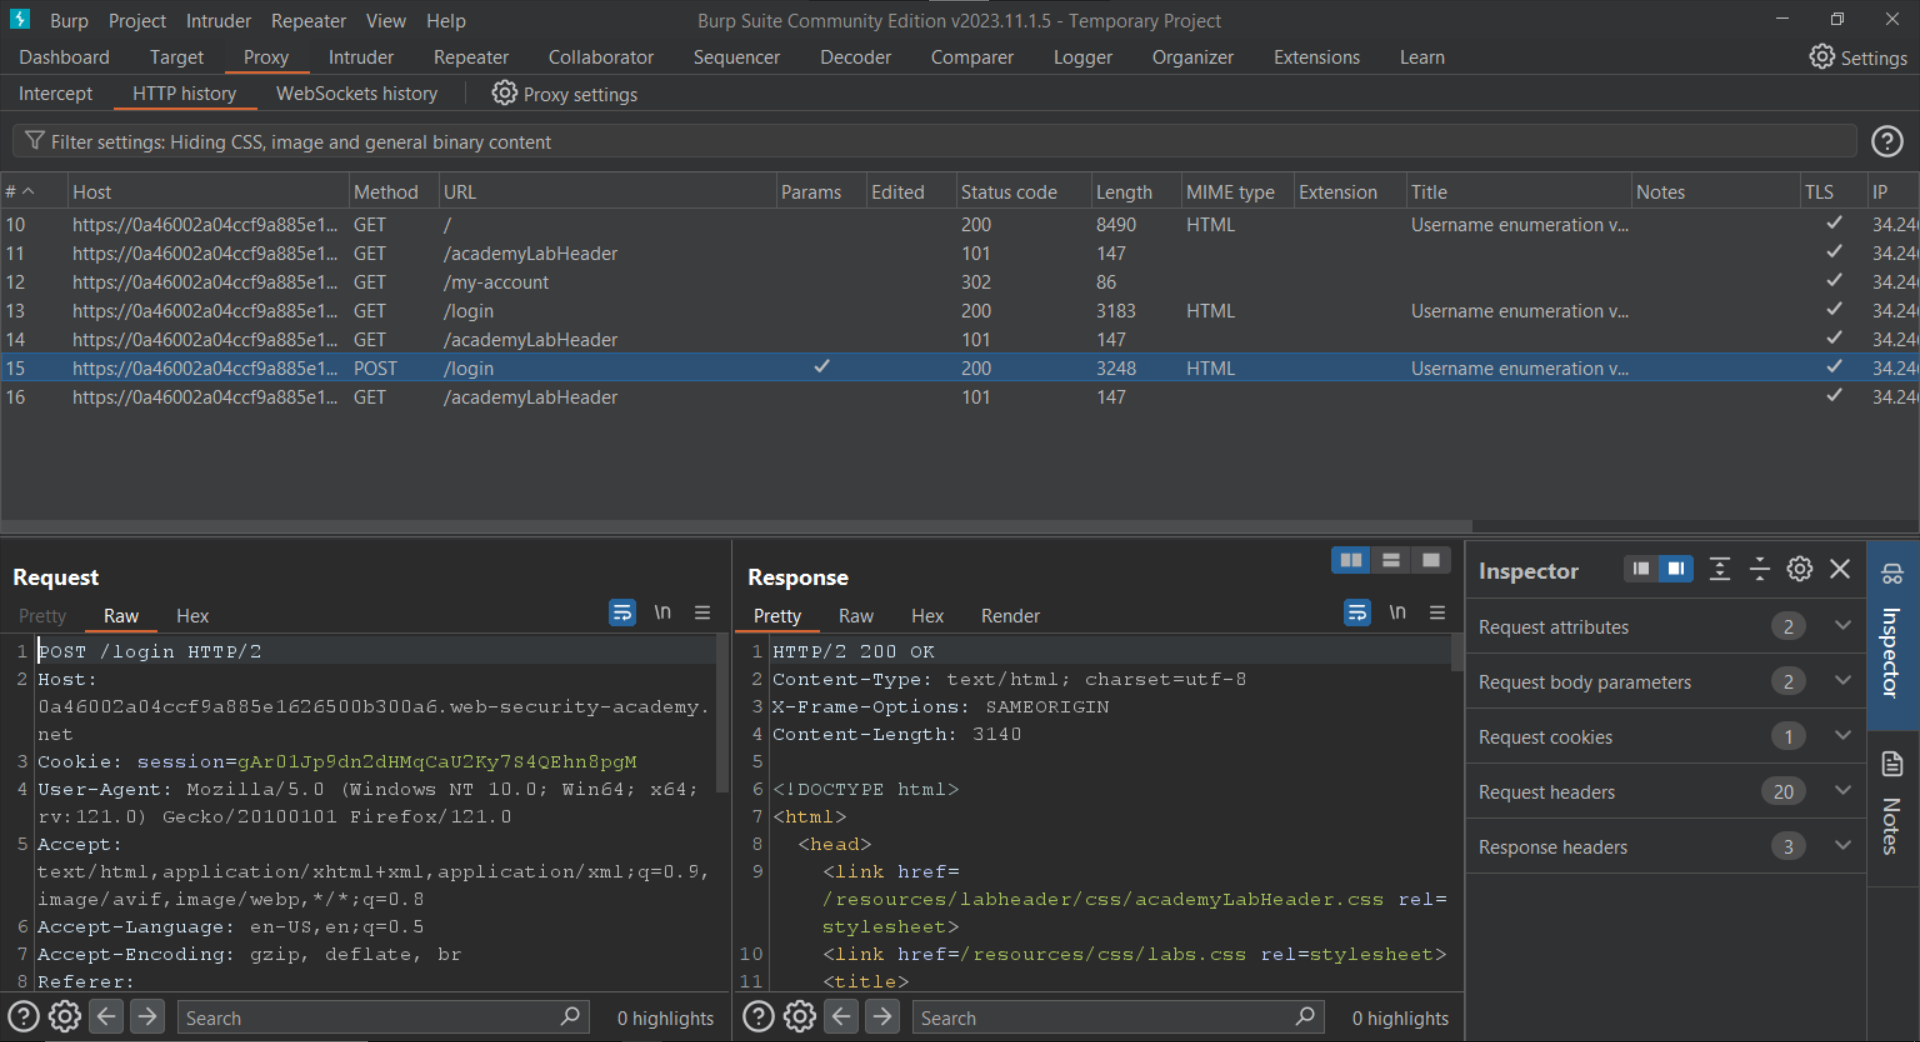 Burp Project Intruder Repeater View Help Burp Suite Community Edition v2023.11.1.5 - Temporary Project
Dashboard Target Proxy Intruder Repeater Collaborator Sequencer Decoder Comparer Logger Organizer Extensions Learn Settings
Intercept HTTP history WebSockets history Proxy settings
Filter settings: Hiding CSS, image and general binary content
# Host Method URL Params Edited Status code Length MIME type Extension Title Notes TLS IP
10 https://0a46002a04ccf9a885e1... GET / 200 8490 HTML Username enumeration v... ✓ 34.246
11 https://0a46002a04ccf9a885e1... GET /academyLabHeader 101 147 ✓ 34.246
12 https://0a46002a04ccf9a885e1... GET /my-account 302 86 ✓ 34.246
13 https://0a46002a04ccf9a885e1... GET /login 200 3183 HTML Username enumeration v... ✓ 34.246
14 https://0a46002a04ccf9a885e1... GET /academyLabHeader 101 147 ✓ 34.246
15 https://0a46002a04ccf9a885e1... POST /login ✓ 200 3248 HTML Username enumeration v... ✓ 34.246
16 https://0a46002a04ccf9a885e1... GET /academyLabHeader 101 147 ✓ 34.246
Request
Pretty Raw Hex \n
1 POST /login HTTP/2
2 Host:
0a46002a04ccf9a885e1626500b300a6.web-security-academy.
net
3 Cookie: session=gAr01Jp9dn2dHMqCaU2Ky7S4QEhn8pgM
4 User-Agent: Mozilla/5.0 (Windows NT 10.0; Win64; x64;
rv:121.0) Gecko/20100101 Firefox/121.0
5 Accept:
text/html,application/xhtml+xml,application/xml;q=0.9,
image/avif,image/webp,*/*;q=0.8
6 Accept-Language: en-US,en;q=0.5
7 Accept-Encoding: gzip, deflate, br
8 Referer:
Search 0 highlights
Response
Pretty Raw Hex Render \n
1 HTTP/2 200 OK
2 Content-Type: text/html; charset=utf-8
3 X-Frame-Options: SAMEORIGIN
4 Content-Length: 3140
5
6 <!DOCTYPE html>
7 <html>
8 <head>
9 <link href=
/resources/labheader/css/academyLabHeader.css rel=
stylesheet>
10 <link href=/resources/css/labs.css rel=stylesheet>
11 <title>
Search 0 highlights
Inspector
Request attributes 2
Request body parameters 2
Request cookies 1
Request headers 20
Response headers 3
Inspector
Notes